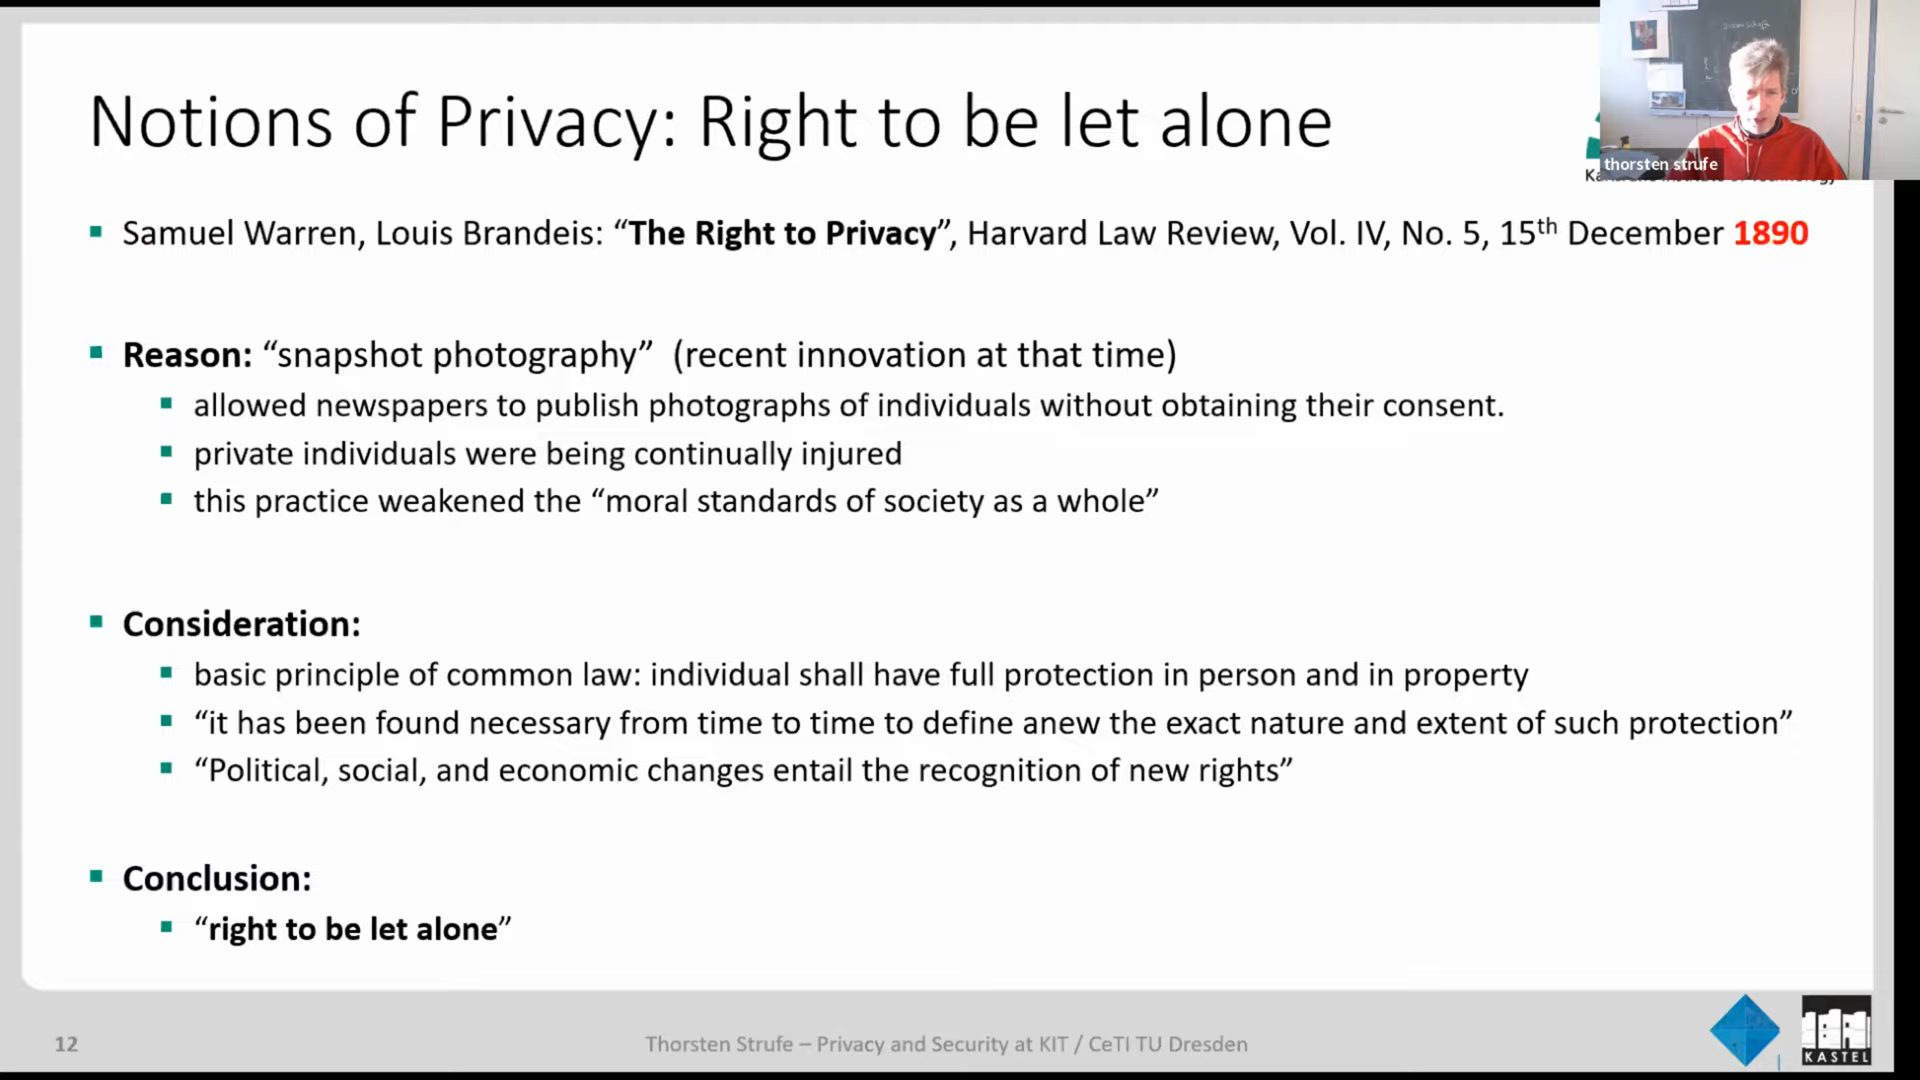 Notions of Privacy: Right to be let alone
thorsten strufe
Samuel Warren, Louis Brandeis: “The Right to Privacy”, Harvard Law Review, Vol. IV, No. 5, 15th December 1890
Reason: “snapshot photography” (recent innovation at that time)
allowed newspapers to publish photographs of individuals without obtaining their consent.
private individuals were being continually injured
this practice weakened the “moral standards of society as a whole”
Consideration:
basic principle of common law: individual shall have full protection in person and in property
“it has been found necessary from time to time to define anew the exact nature and extent of such protection”
“Political, social, and economic changes entail the recognition of new rights”
Conclusion:
“right to be let alone”
12
Thorsten Strufe – Privacy and Security at KIT / CeTI TU Dresden
KASTEL